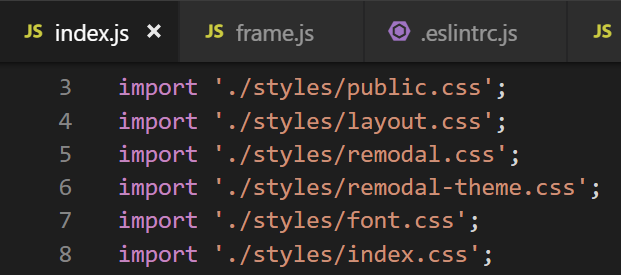 JS index.js × JS frame.js .eslintrc.js JS
3 import './styles/public.css';
4 import './styles/layout.css';
5 import './styles/remodal.css';
6 import './styles/remodal-theme.css';
7 import './styles/font.css';
8 import './styles/index.css';